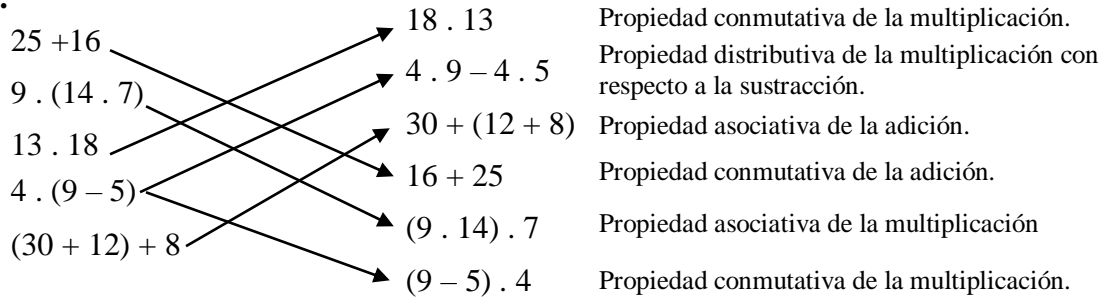 25 +16
9 . (14 . 7)
13 . 18
4 . (9 – 5)
(30 + 12) + 8
18 . 13 Propiedad conmutativa de la multiplicación.
4 . 9 – 4 . 5 Propiedad distributiva de la multiplicación con
respecto a la sustracción.
30 + (12 + 8) Propiedad asociativa de la adición.
16 + 25 Propiedad conmutativa de la adición.
(9 . 14) . 7 Propiedad asociativa de la multiplicación
(9 – 5) . 4 Propiedad conmutativa de la multiplicación.